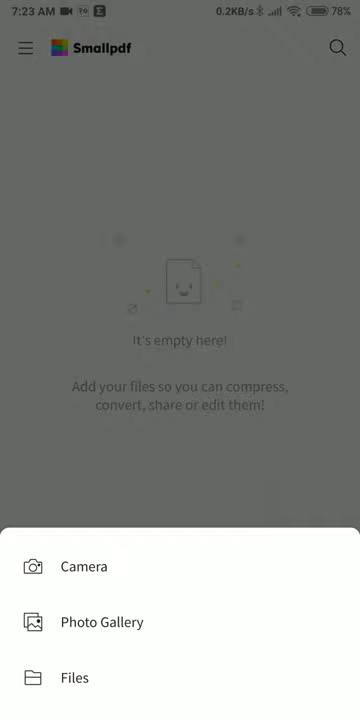 7:23 AM
0.2KB/s
78%
Smallpdf
It's empty here!
Add your files so you can compress,
convert, share or edit them!
Camera
Photo Gallery
Files